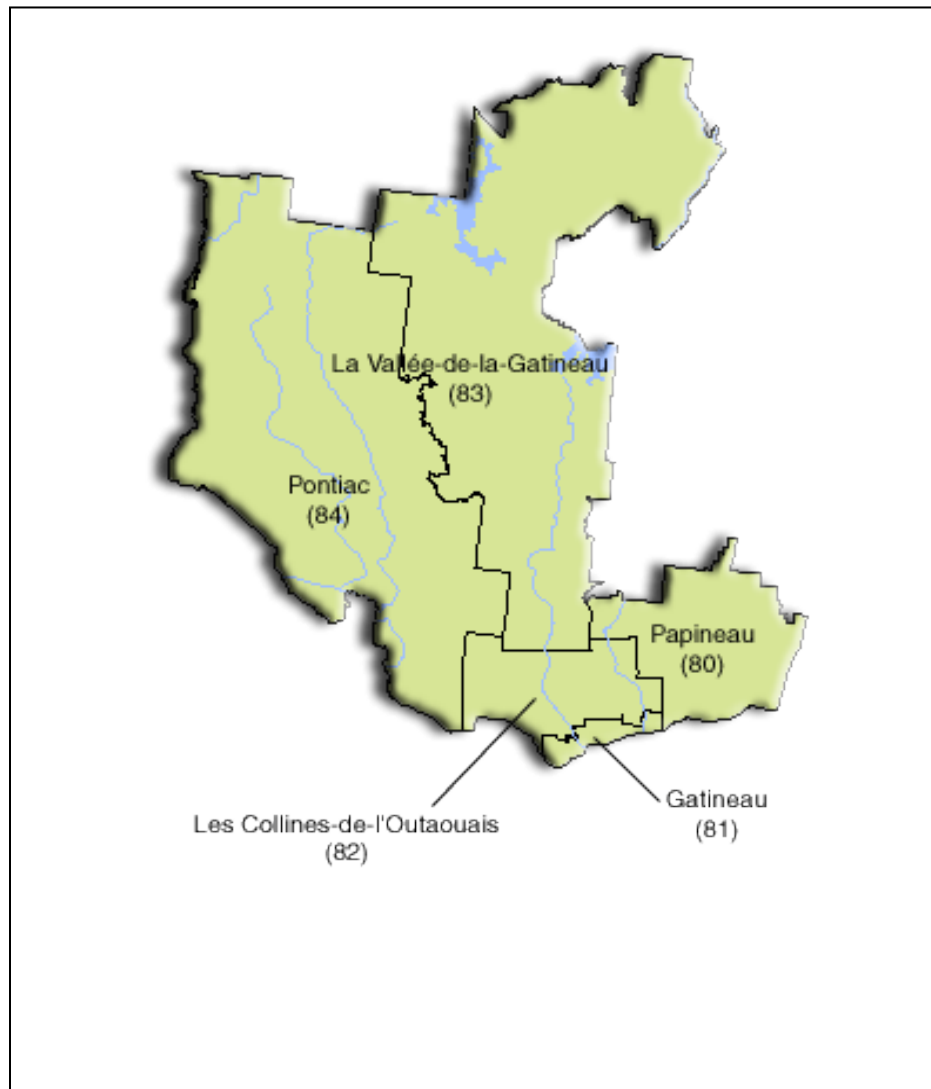 La Vallée-de-la-Gatineau
(83)
Pontiac
(84)
Papineau
(80)
Gatineau
(81)
Les Collines-de-l'Outaouais
(82)